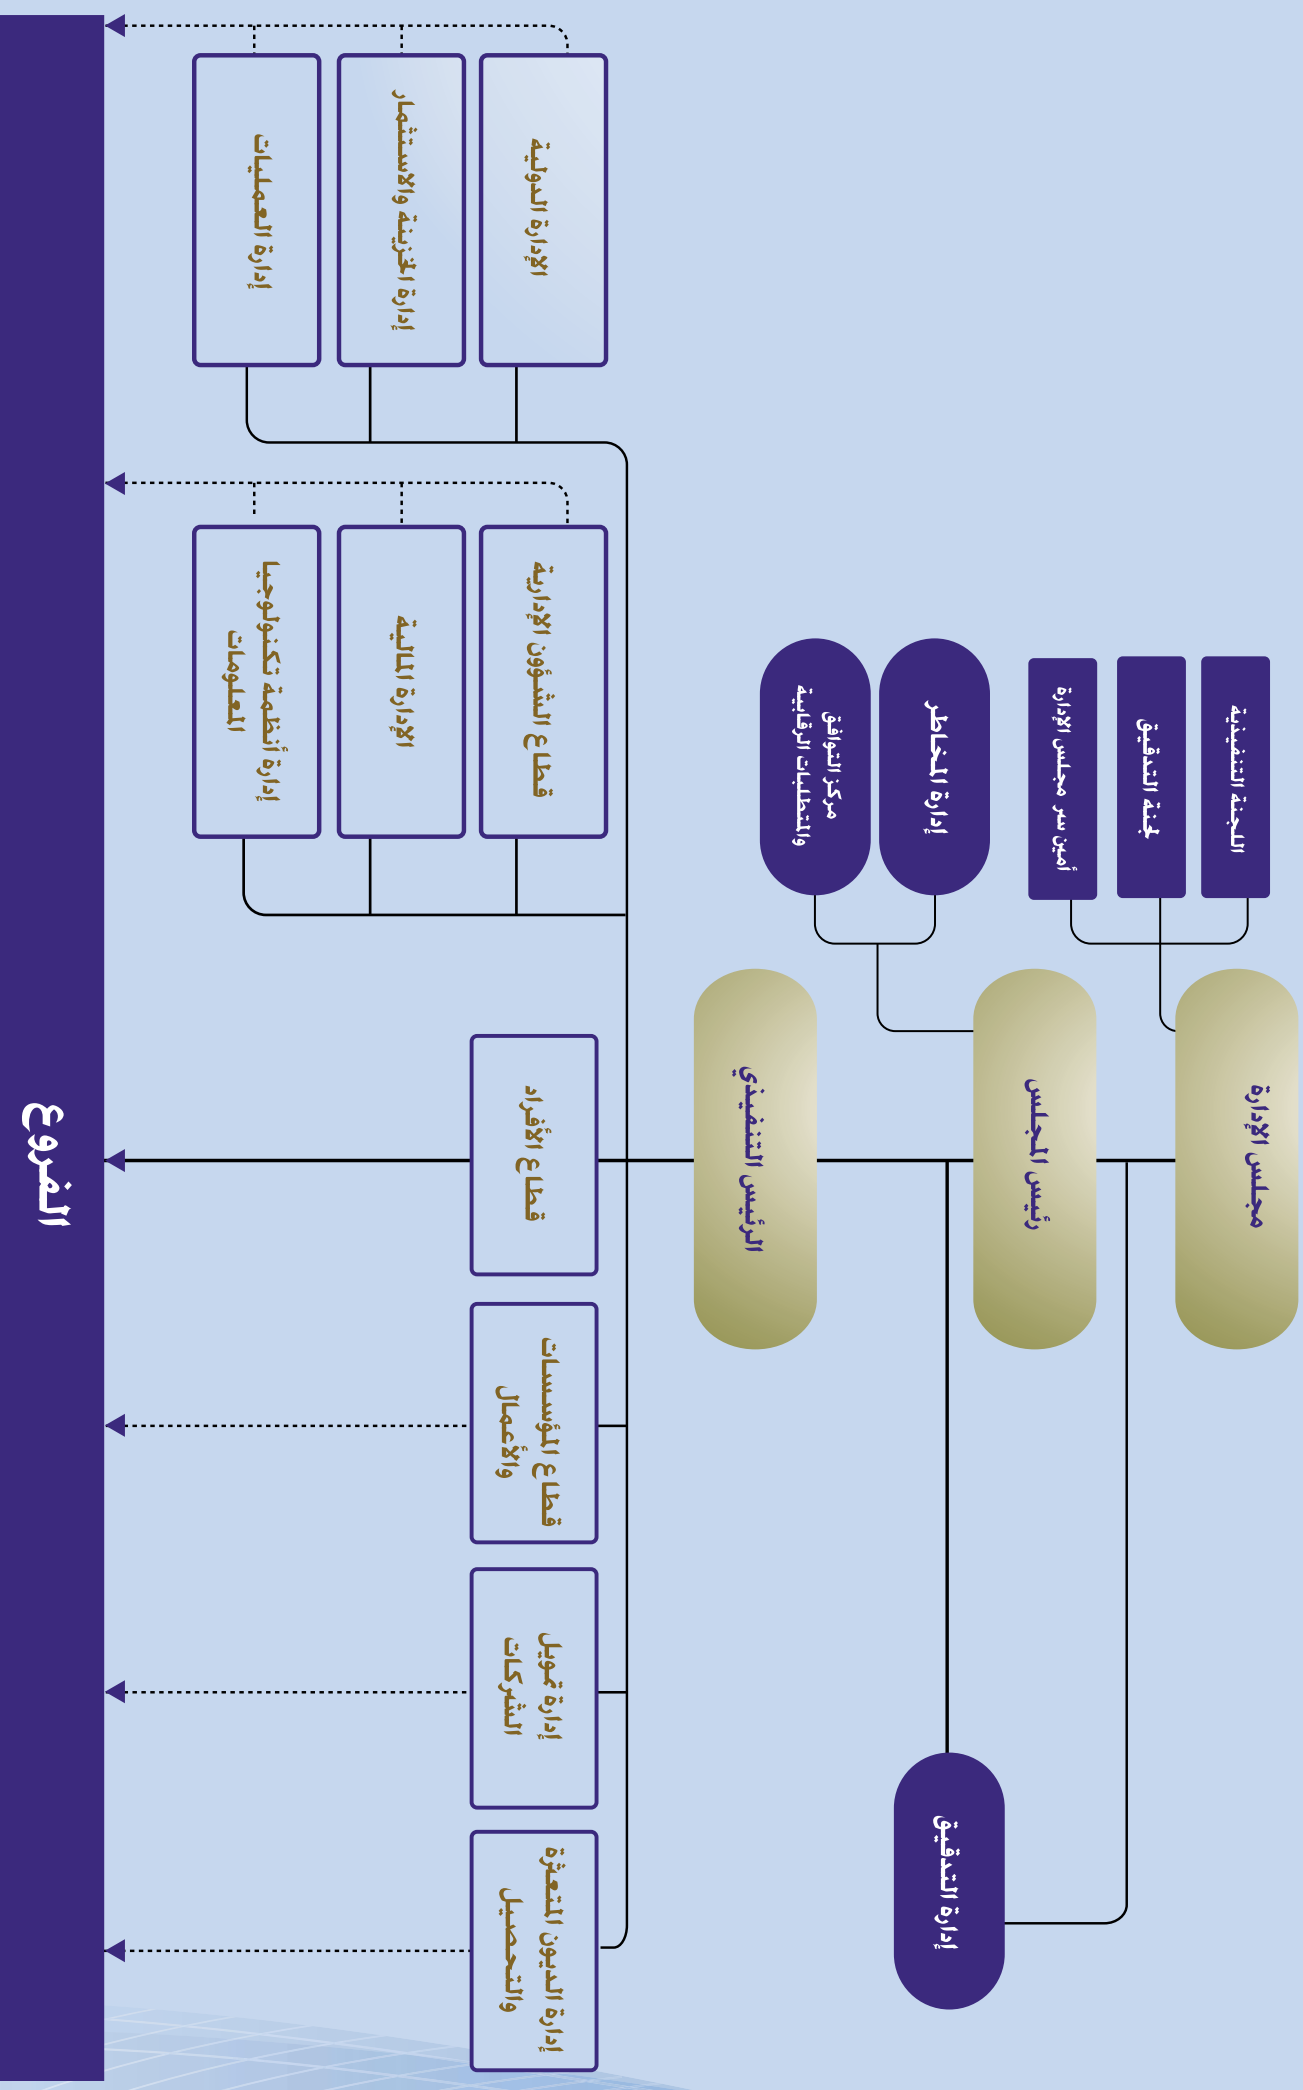 مجلس الإدارة
اللجنة التنفيذية
لجنة التدقيق
أمين سر مجلس الإدارة
رئيس المجلس
إدارة المخاطر
مركز التوافق
والمتطلبات الرقابية
إدارة التدقيق
الرئيس التنفيذي
إدارة الديون المتعثرة
والتحصيل
إدارة تمويل
الشركات
قطاع المؤسسات
والأعمال
قطاع الأفراد
قطاع الشؤون الإدارية
الإدارة المالية
إدارة أنظمة تكنولوجيا
المعلومات
الإدارة الدولية
إدارة الخزينة والاستثمار
إدارة العمليات
الفروع